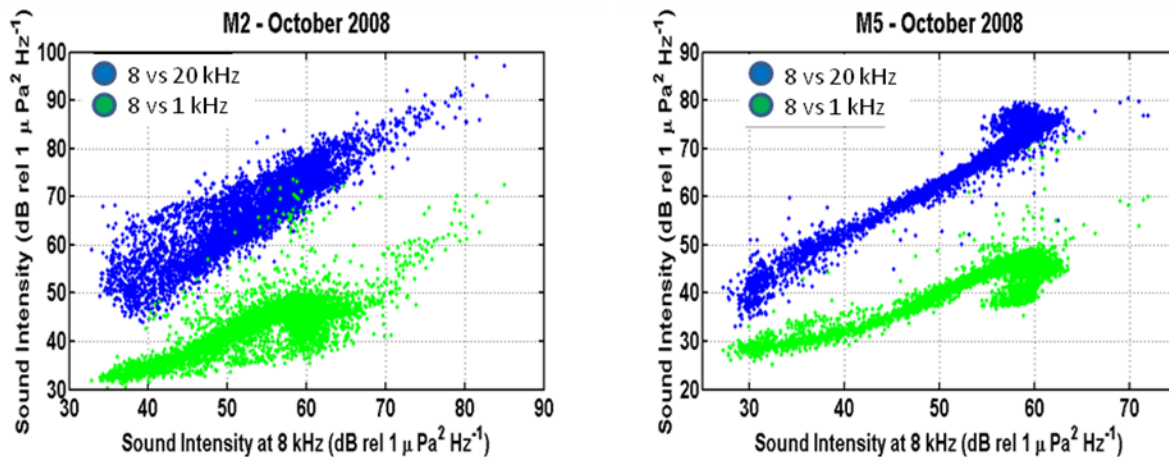 M2 - October 2008
Sound Intensity (dB rel 1 μ Pa² Hz⁻¹)
100
90
80
70
60
50
40
30
8 vs 20 kHz
8 vs 1 kHz
30 40 50 60 70 80 90
Sound Intensity at 8 kHz (dB rel 1 μ Pa² Hz⁻¹)
M5 - October 2008
Sound Intensity (dB rel 1 μ Pa² Hz⁻¹)
90
80
70
60
50
40
30
20
8 vs 20 kHz
8 vs 1 kHz
30 40 50 60 70
Sound Intensity at 8 kHz (dB rel 1 μ Pa² Hz⁻¹)